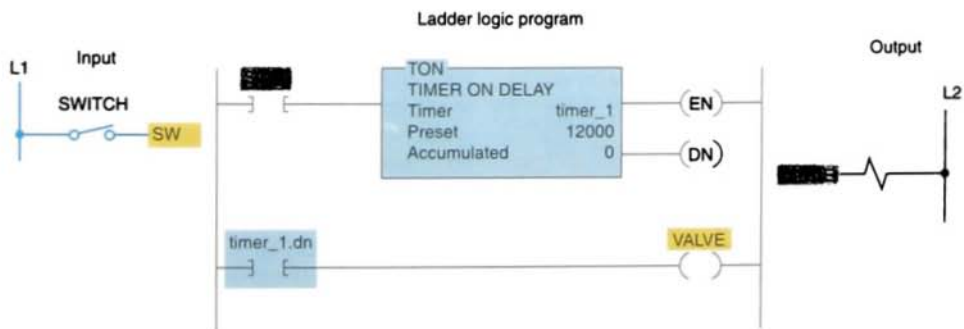 Ladder logic program
Input
Output
L1
L2
SWITCH
SW
TON
TIMER ON DELAY
Timer timer_1
Preset 12000
Accumulated 0
EN
DN
timer_1.dn
VALVE